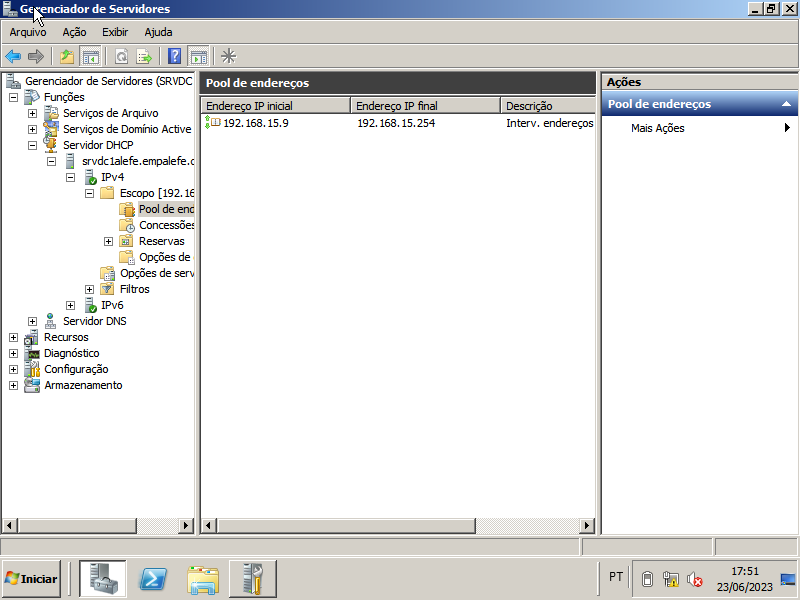 Gerenciador de Servidores
Arquivo Ação Exibir Ajuda
Gerenciador de Servidores (SRVDC
Funções
Serviços de Arquivo
Serviços de Domínio Active
Servidor DHCP
srvdc1alefe.empalefe.c
IPv4
Escopo [192.16
Pool de end
Concessões
Reservas
Opções de
Opções de serv
Filtros
IPv6
Servidor DNS
Recursos
Diagnóstico
Configuração
Armazenamento
Pool de endereços
Endereço IP inicial Endereço IP final Descrição
192.168.15.9 192.168.15.254 Interv. endereços
Ações
Pool de endereços
Mais Ações
Iniciar
PT
17:51
23/06/2023